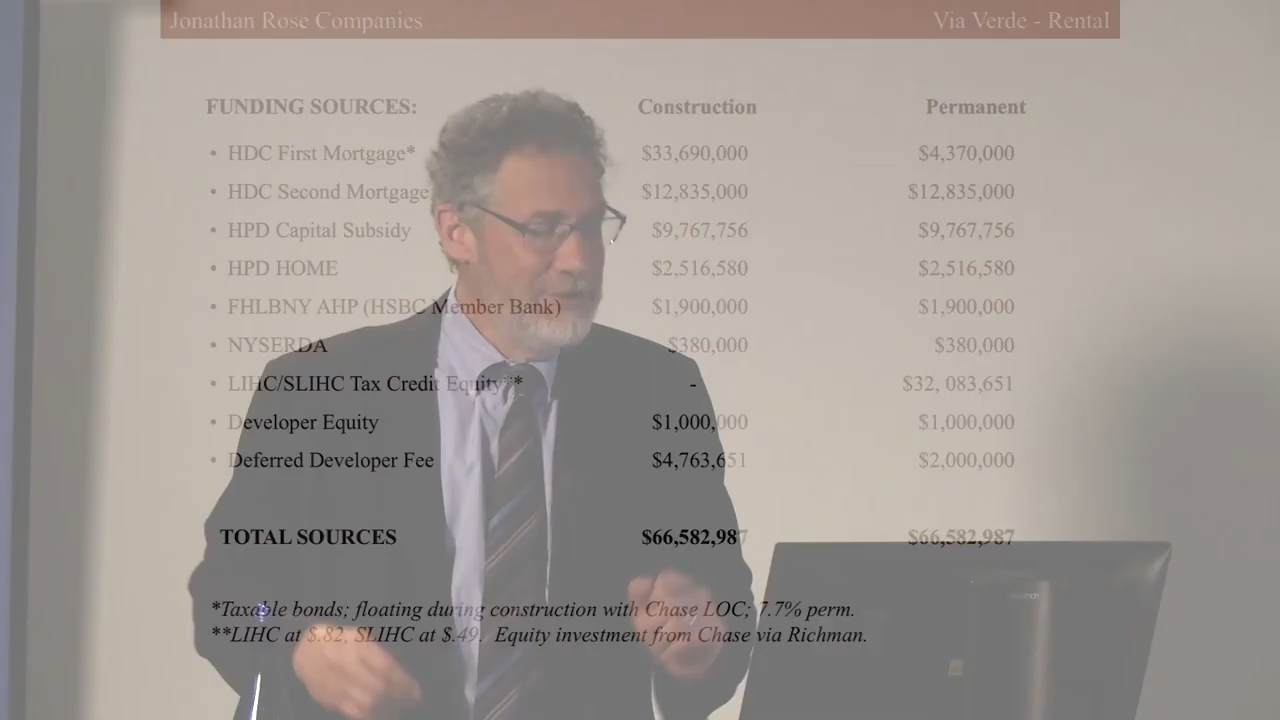 Jonathan Rose Companies Via Verde - Rental
FUNDING SOURCES: Construction Permanent
• HDC First Mortgage* $33,690,000 $4,370,000
• HDC Second Mortgage $12,835,000 $12,835,000
• HPD Capital Subsidy $9,767,756 $9,767,756
• HPD HOME $2,516,580 $2,516,580
• FHLBNY AHP (HSBC Member Bank) $1,900,000 $1,900,000
• NYSERDA $380,000 $380,000
• LIHC/SLIHC Tax Credit Equity** - $32, 083,651
• Developer Equity $1,000,000 $1,000,000
• Deferred Developer Fee $4,763,651 $2,000,000
TOTAL SOURCES $66,582,987 $66,582,987
*Taxable bonds; floating during construction with Chase LOC; 7.7% perm.
**LIHC at $.82, SLIHC at $.49. Equity investment from Chase via Richman.